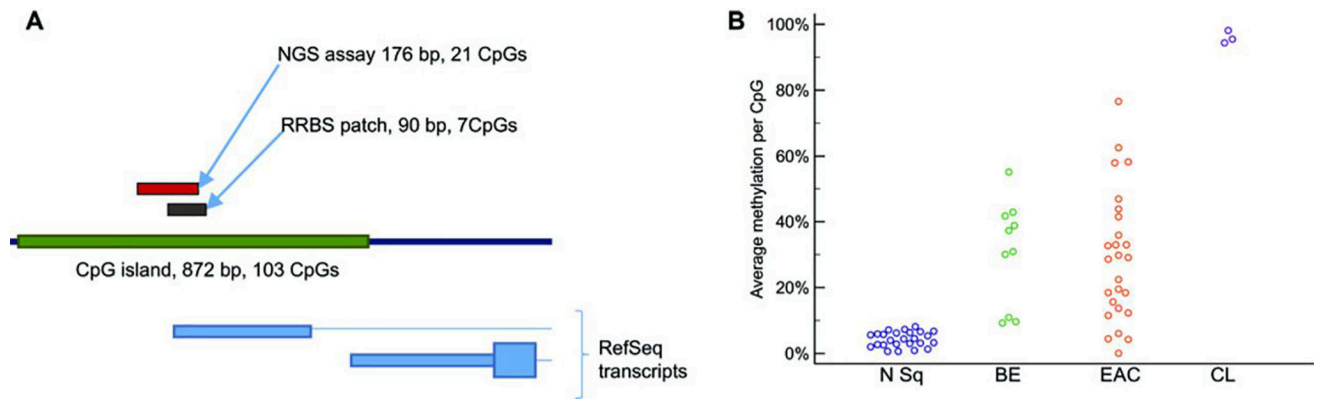 A
NGS assay 176 bp, 21 CpGs
RRBS patch, 90 bp, 7CpGs
CpG island, 872 bp, 103 CpGs
RefSeq
transcripts
B
Average methylation per CpG
100%
80%
60%
40%
20%
0%
N Sq
BE
EAC
CL